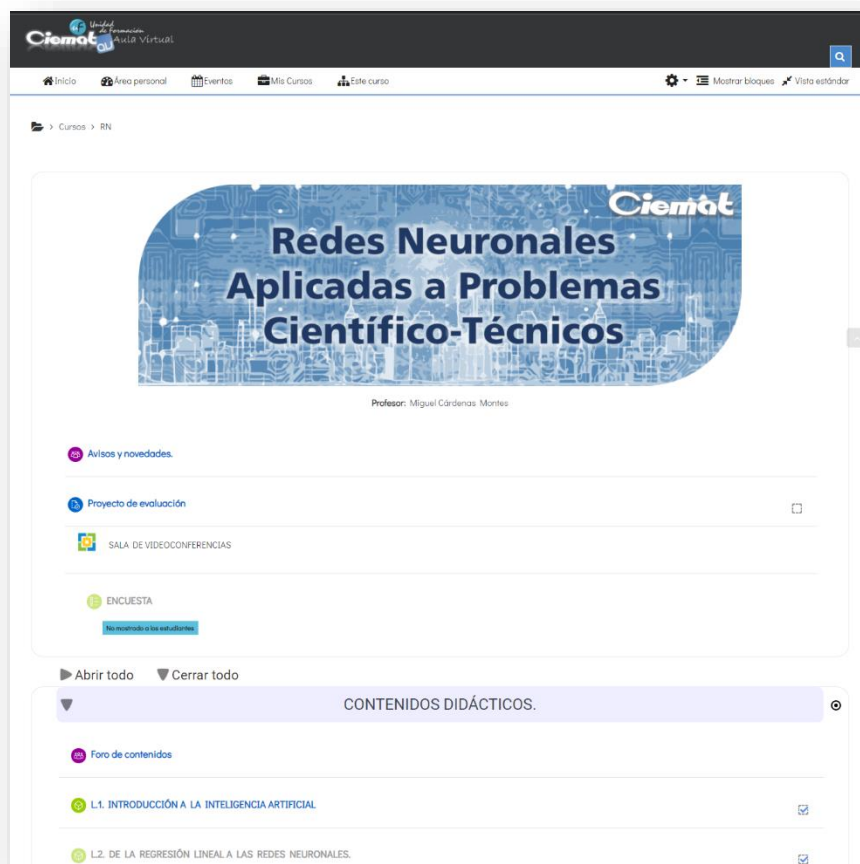 Unidad
de Formación
Ciemat
au Aula Virtual
Inicio Área personal Eventos Mis Cursos Este curso Mostrar bloques Vista estándar
> Cursos > RN
Ciemat
Redes Neuronales
Aplicadas a Problemas
Científico-Técnicos
Profesor: Miguel Cárdenas Montes
Avisos y novedades.
Proyecto de evaluación
SALA DE VIDEOCONFERENCIAS
ENCUESTA
No mostrado a los estudiantes
Abrir todo Cerrar todo
CONTENIDOS DIDÁCTICOS.
Foro de contenidos
L.1. INTRODUCCIÓN A LA INTELIGENCIA ARTIFICIAL
L.2. DE LA REGRESIÓN LINEAL A LAS REDES NEURONALES.